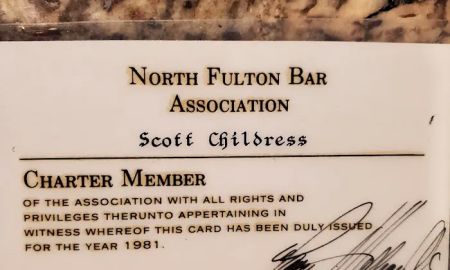 NORTH FULTON BAR
ASSOCIATION
Scott Childress
CHARTER MEMBER
OF THE ASSOCIATION WITH ALL RIGHTS AND
PRIVILEGES THERUNTO APPERTAINING IN
WITNESS WHEREOF THIS CARD HAS BEEN DULY ISSUED
FOR THE YEAR 1981.